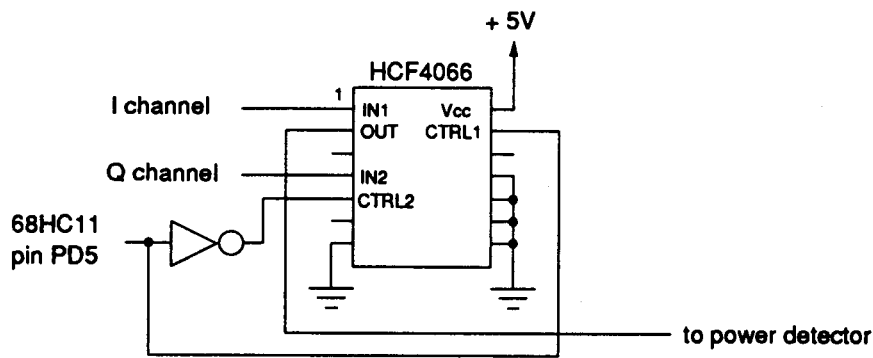 + 5V
HCF4066
1
I channel
IN1 Vcc
OUT CTRL1
Q channel
IN2
CTRL2
68HC11
pin PD5
to power detector